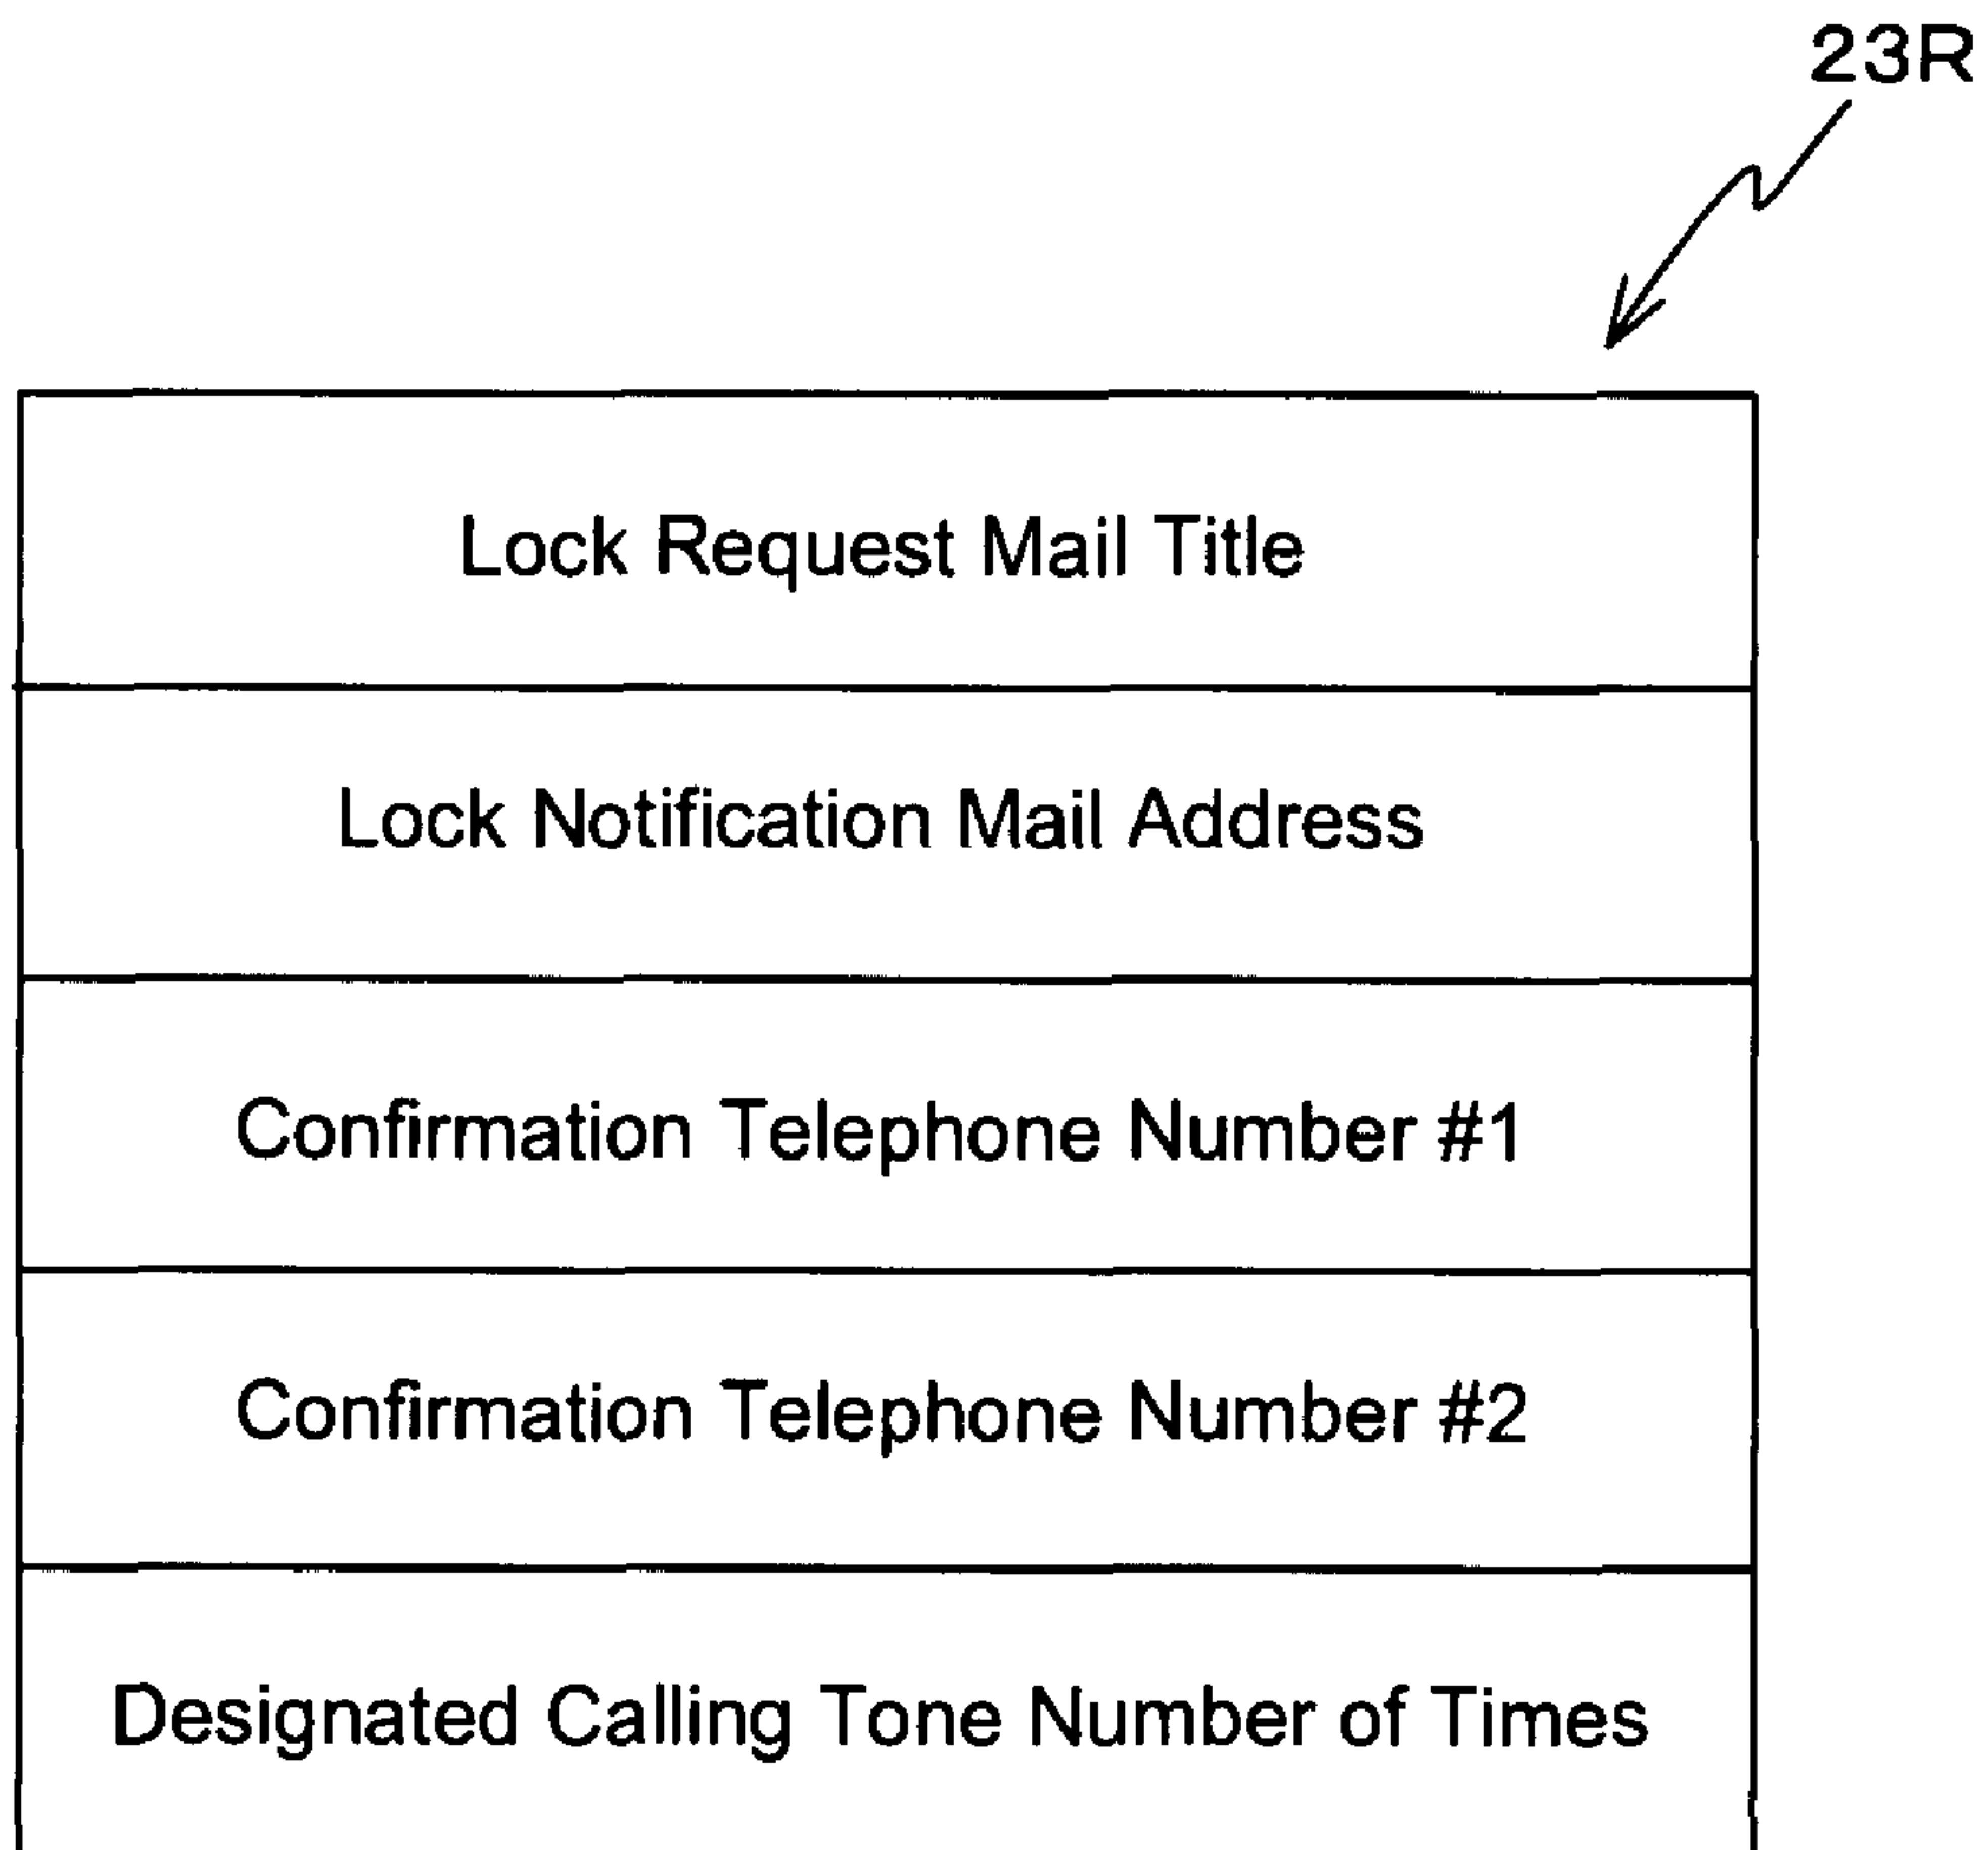 23R
Lock Request Mail Title
Lock Notification Mail Address
Confirmation Telephone Number #1
Confirmation Telephone Number #2
Designated Calling Tone Number of Times